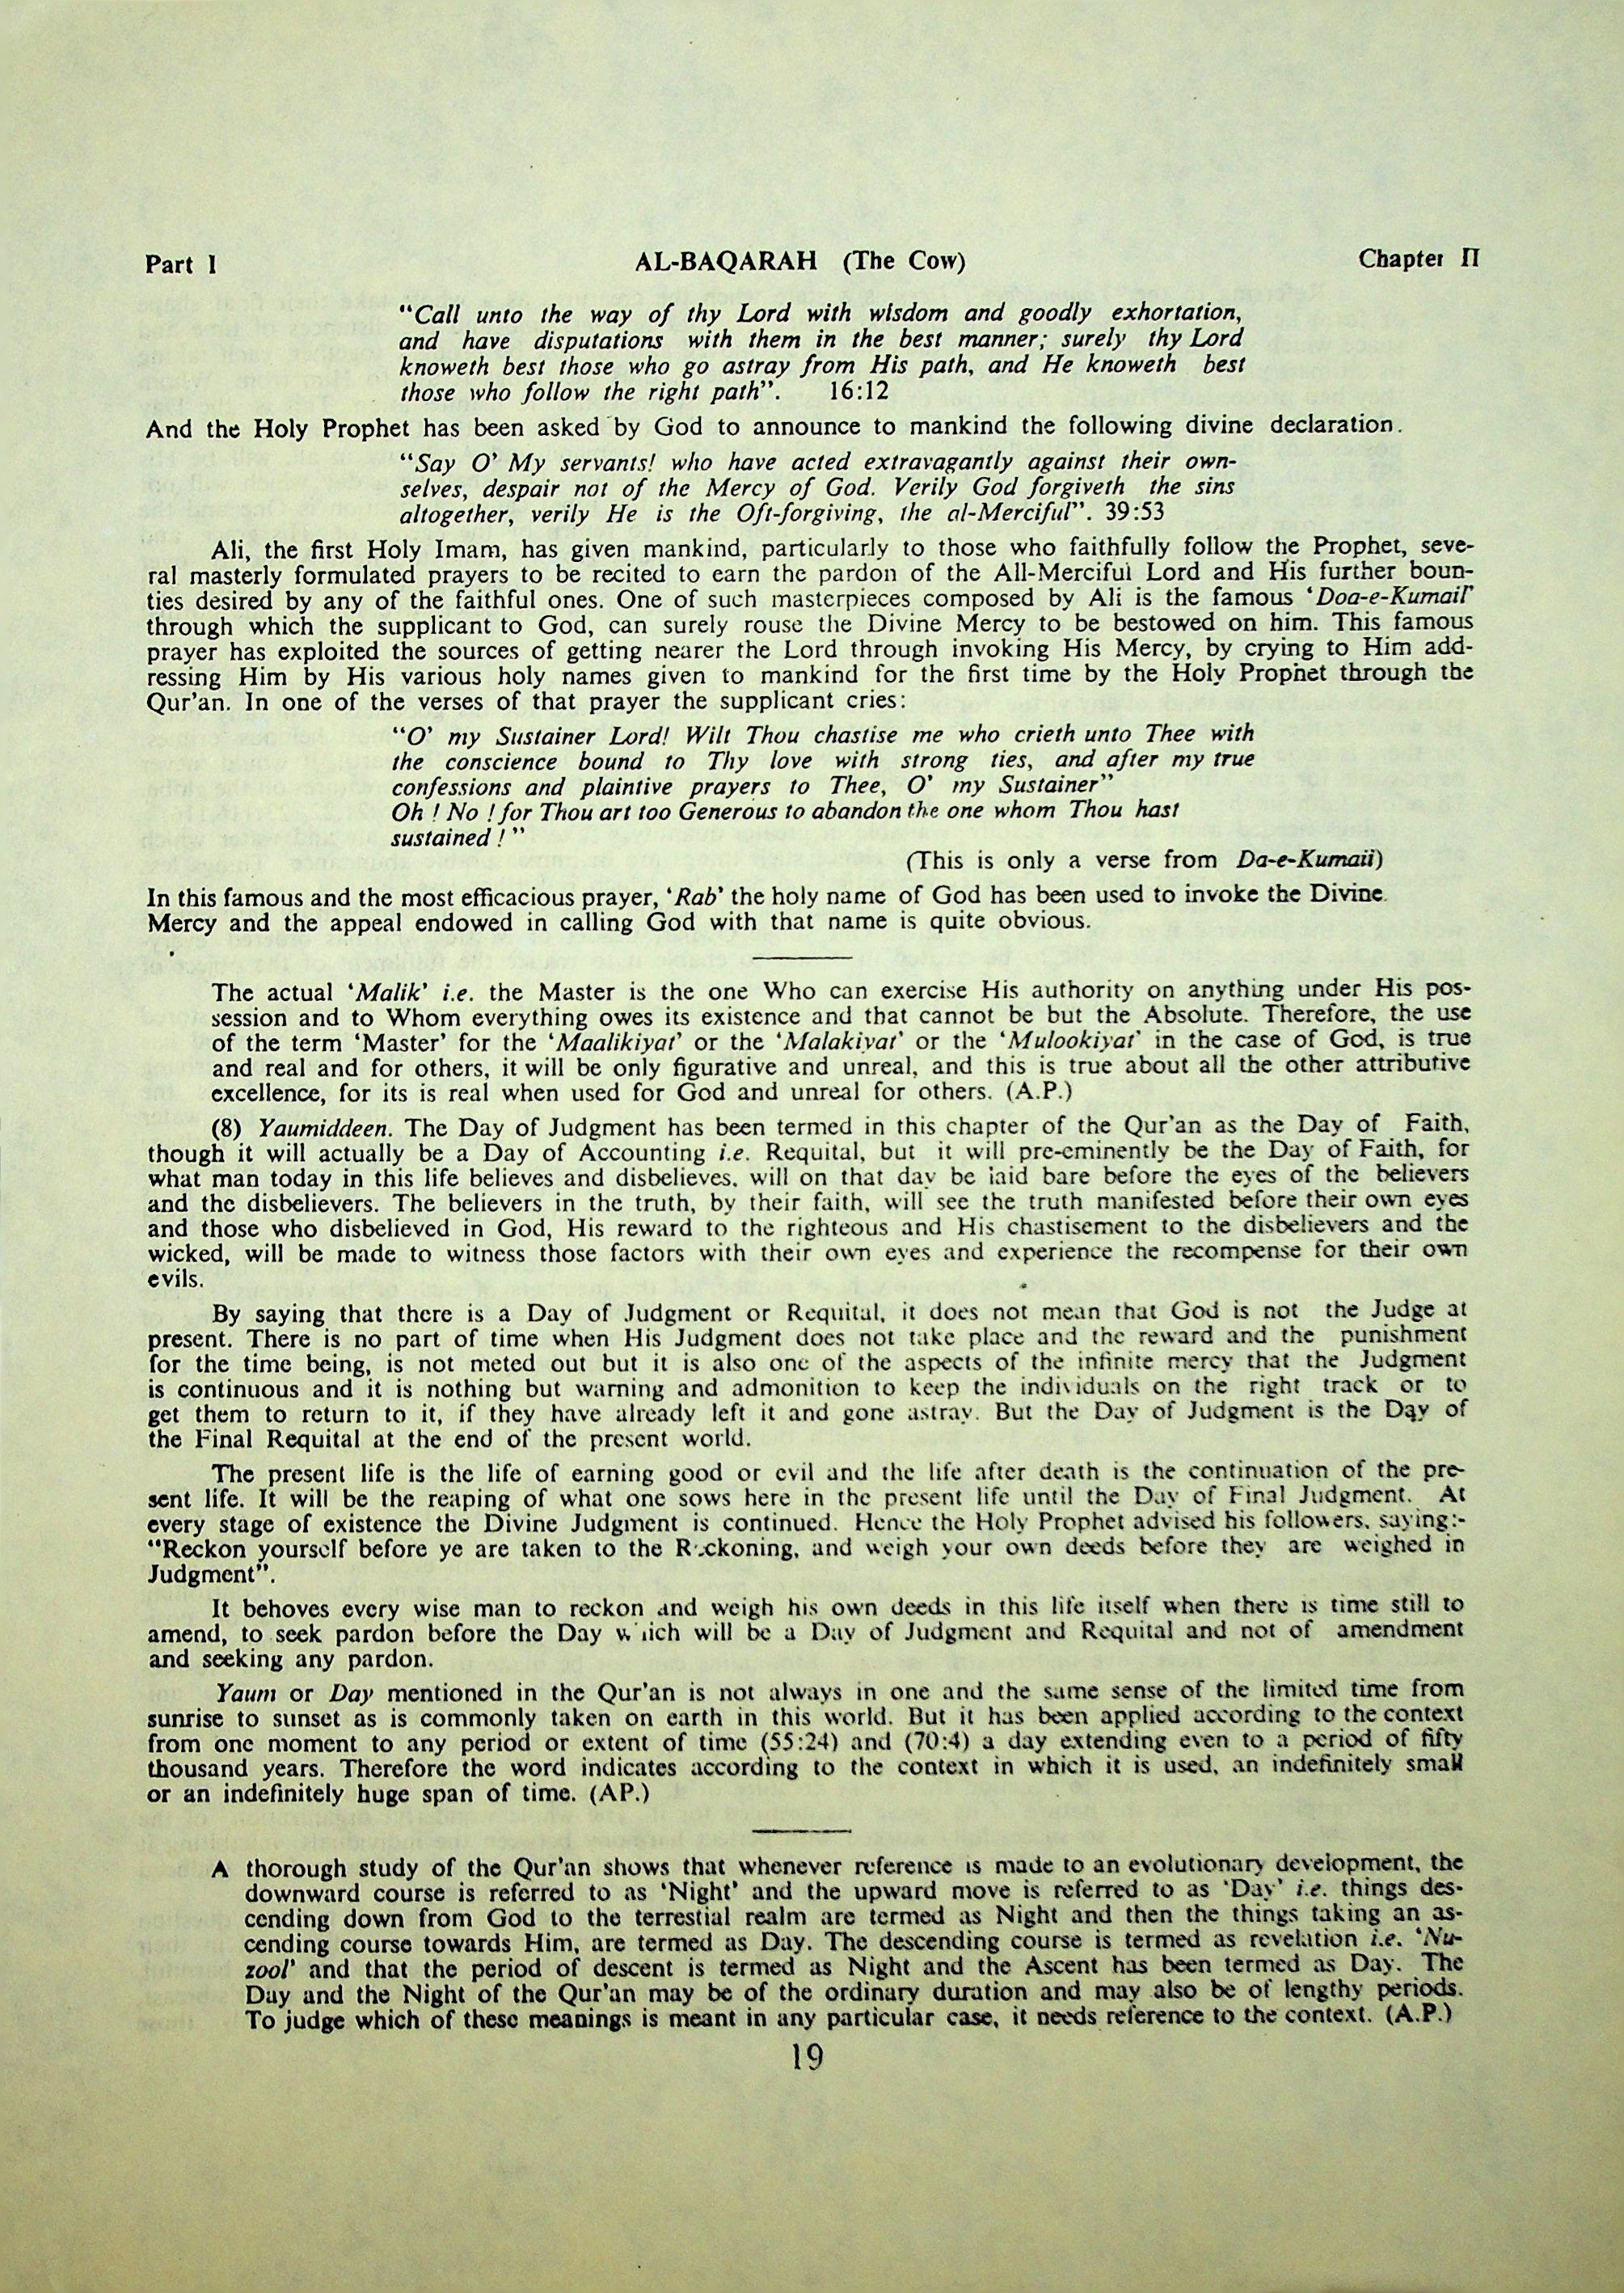 Part I AL-BAQARAH (The Cow) Chapter II
“Call unto the way of thy Lord with wisdom and goodly exhortation,
and have disputations with them in the best manner; surely thy Lord
knoweth best those who go astray from His path, and He knoweth best
those who follow the right path”. 16:12
And the Holy Prophet has been asked by God to announce to mankind the following divine declaration.
“Say O’ My servants! who have acted extravagantly against their own-
selves, despair not of the Mercy of God. Verily God forgiveth the sins
altogether, verily He is the Oft-forgiving, the al-Merciful”. 39:53
Ali, the first Holy Imam, has given mankind, particularly to those who faithfully follow the Prophet, seve-
ral masterly formulated prayers to be recited to earn the pardon of the All-Merciful Lord and His further boun-
ties desired by any of the faithful ones. One of such masterpieces composed by Ali is the famous ‘Doa-e-Kumail’
through which the supplicant to God, can surely rouse the Divine Mercy to be bestowed on him. This famous
prayer has exploited the sources of getting nearer the Lord through invoking His Mercy, by crying to Him add-
ressing Him by His various holy names given to mankind for the first time by the Holy Prophet through the
Qur’an. In one of the verses of that prayer the supplicant cries:
“O’ my Sustainer Lord! Wilt Thou chastise me who crieth unto Thee with
the conscience bound to Thy love with strong ties, and after my true
confessions and plaintive prayers to Thee, O’ my Sustainer”
Oh ! No ! for Thou art too Generous to abandon the one whom Thou hast
sustained ! ”
(This is only a verse from Da-e-Kumaii)
In this famous and the most efficacious prayer, ‘Rab’ the holy name of God has been used to invoke the Divine
Mercy and the appeal endowed in calling God with that name is quite obvious.
The actual ‘Malik’ i.e. the Master is the one Who can exercise His authority on anything under His pos-
session and to Whom everything owes its existence and that cannot be but the Absolute. Therefore, the use
of the term ‘Master’ for the ‘Maalikiyat’ or the ‘Malakiyat’ or the ‘Mulookiyat’ in the case of God, is true
and real and for others, it will be only figurative and unreal, and this is true about all the other attributive
excellence, for its is real when used for God and unreal for others. (A.P.)
(8) Yaumiddeen. The Day of Judgment has been termed in this chapter of the Qur’an as the Day of Faith,
though it will actually be a Day of Accounting i.e. Requital, but it will pre-eminently be the Day of Faith, for
what man today in this life believes and disbelieves, will on that day be laid bare before the eyes of the believers
and the disbelievers. The believers in the truth, by their faith, will see the truth manifested before their own eyes
and those who disbelieved in God, His reward to the righteous and His chastisement to the disbelievers and the
wicked, will be made to witness those factors with their own eyes and experience the recompense for their own
evils.
By saying that there is a Day of Judgment or Requital, it does not mean that God is not the Judge at
present. There is no part of time when His Judgment does not take place and the reward and the punishment
for the time being, is not meted out but it is also one of the aspects of the infinite mercy that the Judgment
is continuous and it is nothing but warning and admonition to keep the individuals on the right track or to
get them to return to it, if they have already left it and gone astray. But the Day of Judgment is the Day of
the Final Requital at the end of the present world.
The present life is the life of earning good or evil and the life after death is the continuation of the pre-
sent life. It will be the reaping of what one sows here in the present life until the Day of Final Judgment. At
every stage of existence the Divine Judgment is continued. Hence the Holy Prophet advised his followers, saying:-
“Reckon yourself before ye are taken to the Reckoning, and weigh your own deeds before they are weighed in
Judgment”.
It behoves every wise man to reckon and weigh his own deeds in this life itself when there is time still to
amend, to seek pardon before the Day which will be a Day of Judgment and Requital and not of amendment
and seeking any pardon.
Yaum or Day mentioned in the Qur’an is not always in one and the same sense of the limited time from
sunrise to sunset as is commonly taken on earth in this world. But it has been applied according to the context
from one moment to any period or extent of time (55:24) and (70:4) a day extending even to a period of fifty
thousand years. Therefore the word indicates according to the context in which it is used, an indefinitely small
or an indefinitely huge span of time. (AP.)
A thorough study of the Qur’an shows that whenever reference is made to an evolutionary development, the
downward course is referred to as ‘Night’ and the upward move is referred to as ‘Day’ i.e. things des-
cending down from God to the terrestial realm are termed as Night and then the things taking an as-
cending course towards Him, are termed as Day. The descending course is termed as revelation i.e. ‘Nu-
zool’ and that the period of descent is termed as Night and the Ascent has been termed as Day. The
Day and the Night of the Qur’an may be of the ordinary duration and may also be of lengthy periods.
To judge which of these meanings is meant in any particular case, it needs reference to the context. (A.P.)
19